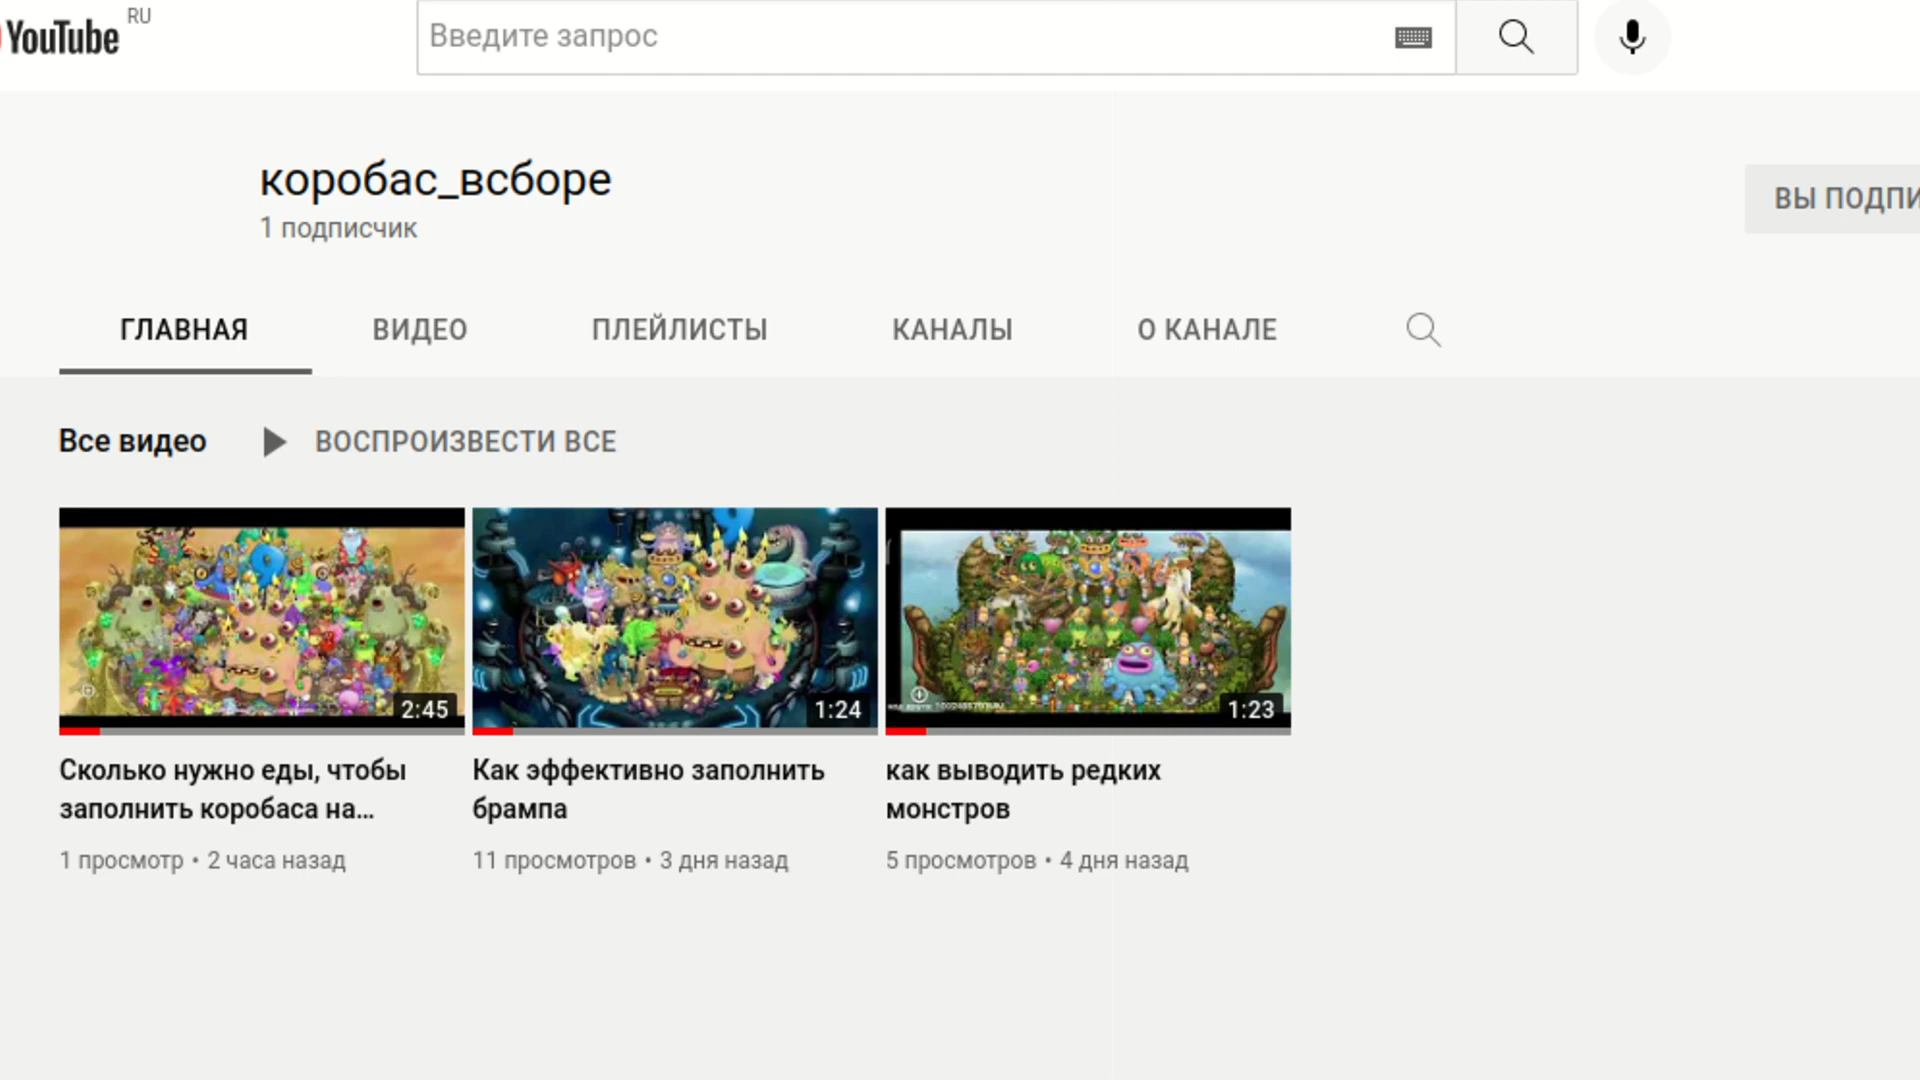 YouTube RU
Введите запрос
коробас_всборе
1 подписчик
ВЫ ПОДПИ
ГЛАВНАЯ ВИДЕО ПЛЕЙЛИСТЫ КАНАЛЫ О КАНАЛЕ
Все видео ВОСПРОИЗВЕСТИ ВСЕ
2:45 1:24 1:23
Сколько нужно еды, чтобы
заполнить коробаса на...
1 просмотр • 2 часа назад
Как эффективно заполнить
брампа
11 просмотров • 3 дня назад
как выводить редких
монстров
5 просмотров • 4 дня назад